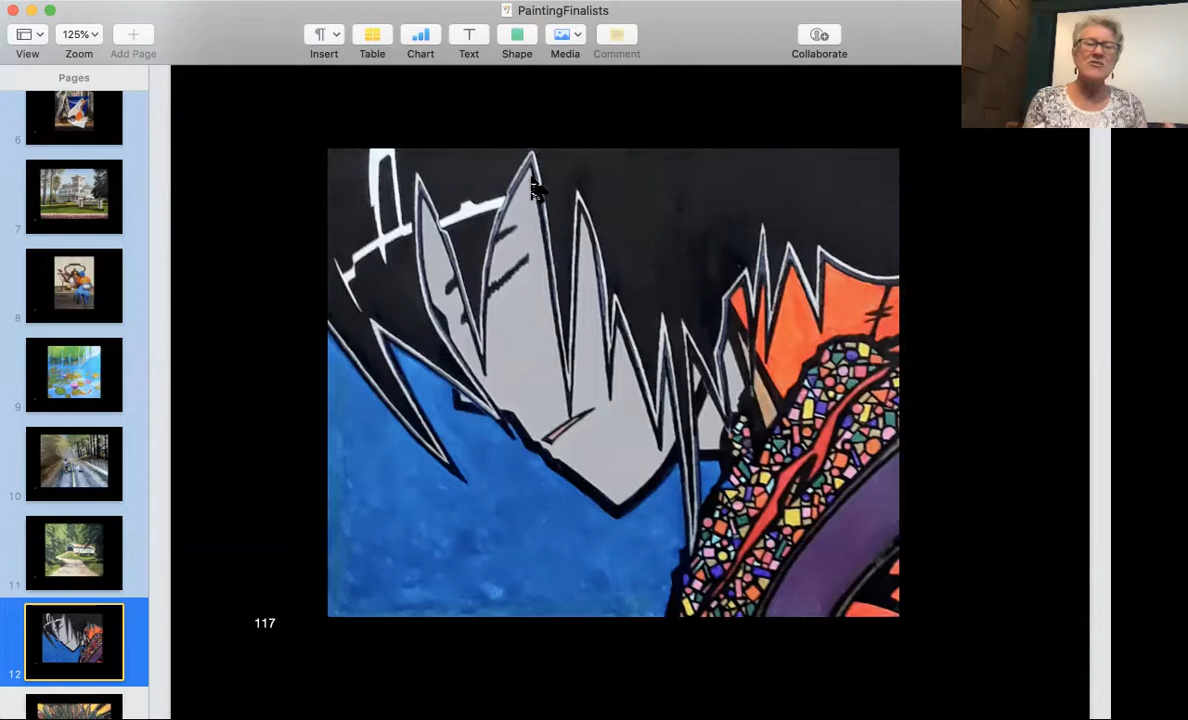 PaintingFinalists
View
125%
Zoom
Add Page
Insert
Table
Chart
Text
Shape
Media
Comment
Collaborate
Pages
6
7
8
9
10
11
12
117